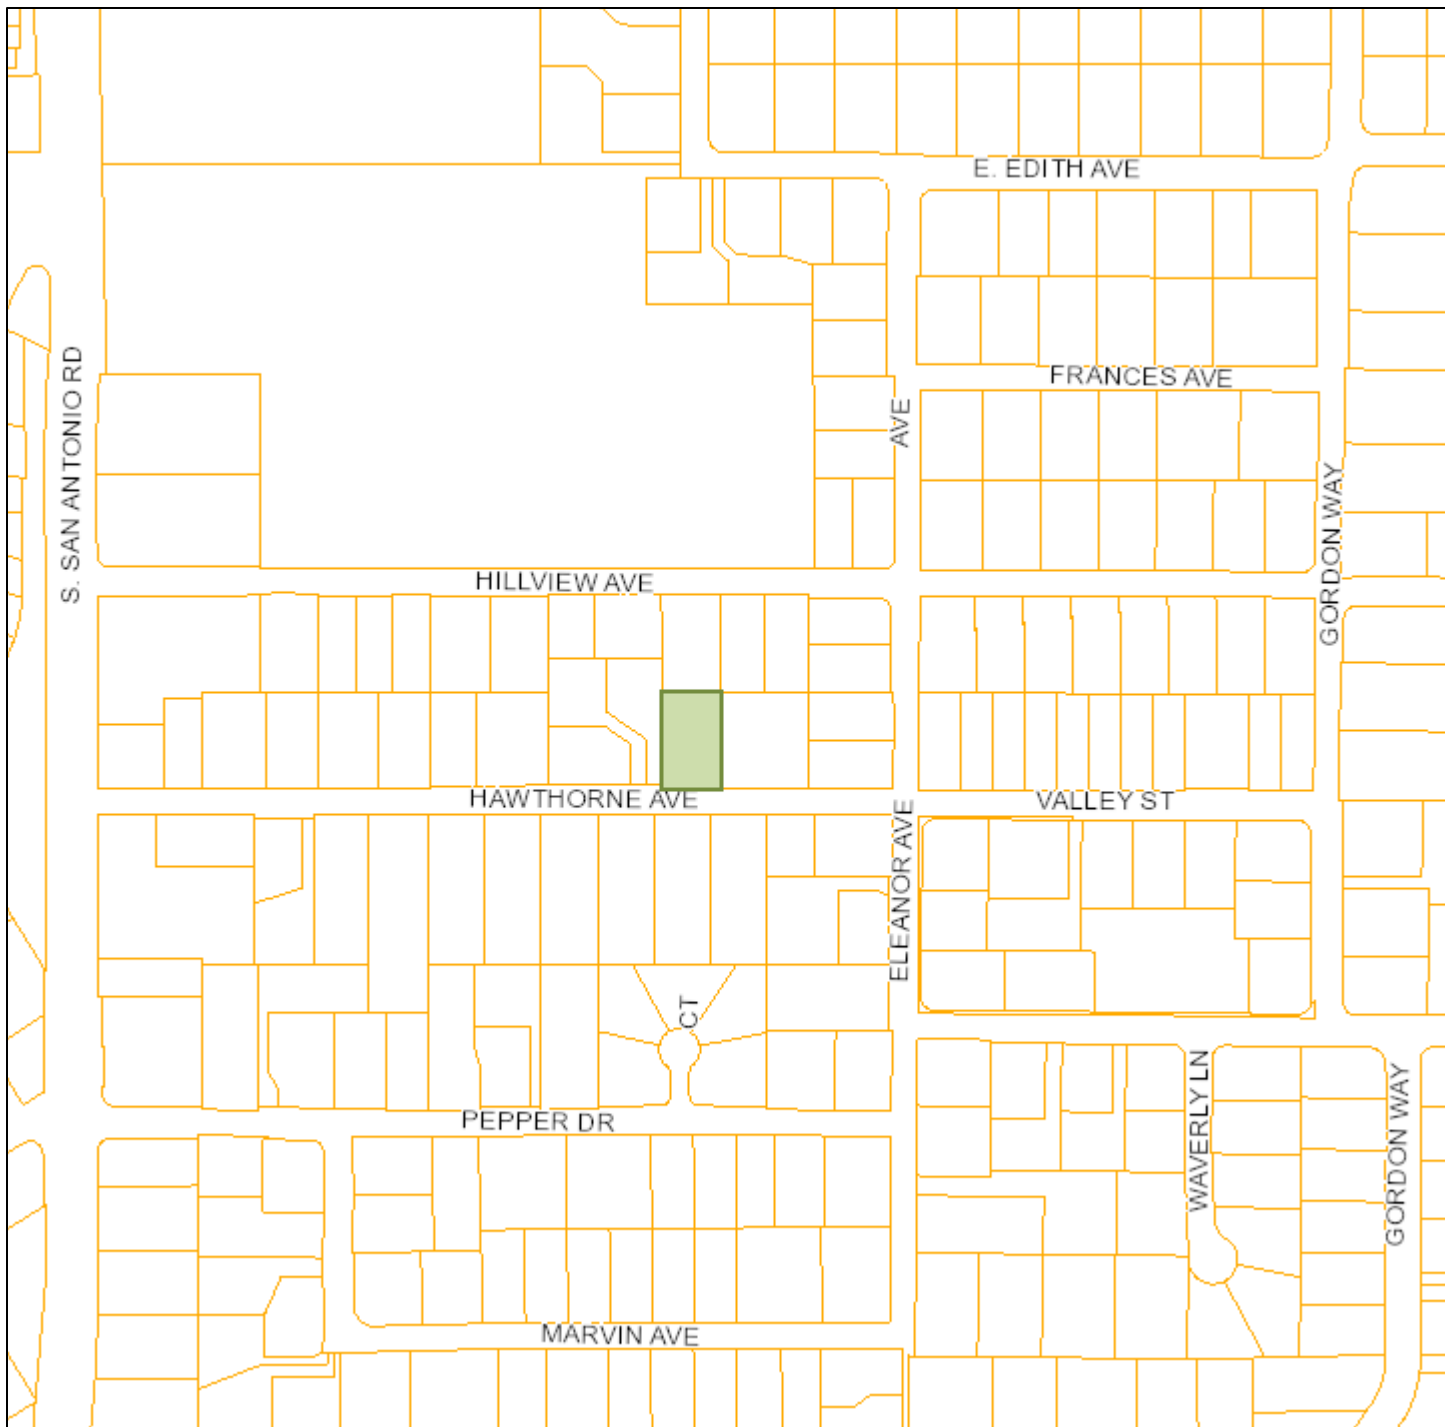 E. EDITH AVE
FRANCES AVE
S. SAN ANTONIO RD
AVE
GORDON WAY
HILLVIEW AVE
HAWTHORNE AVE
VALLEY ST
ELEANOR AVE
CT
PEPPER DR
WAVERLY LN
GORDON WAY
MARVIN AVE